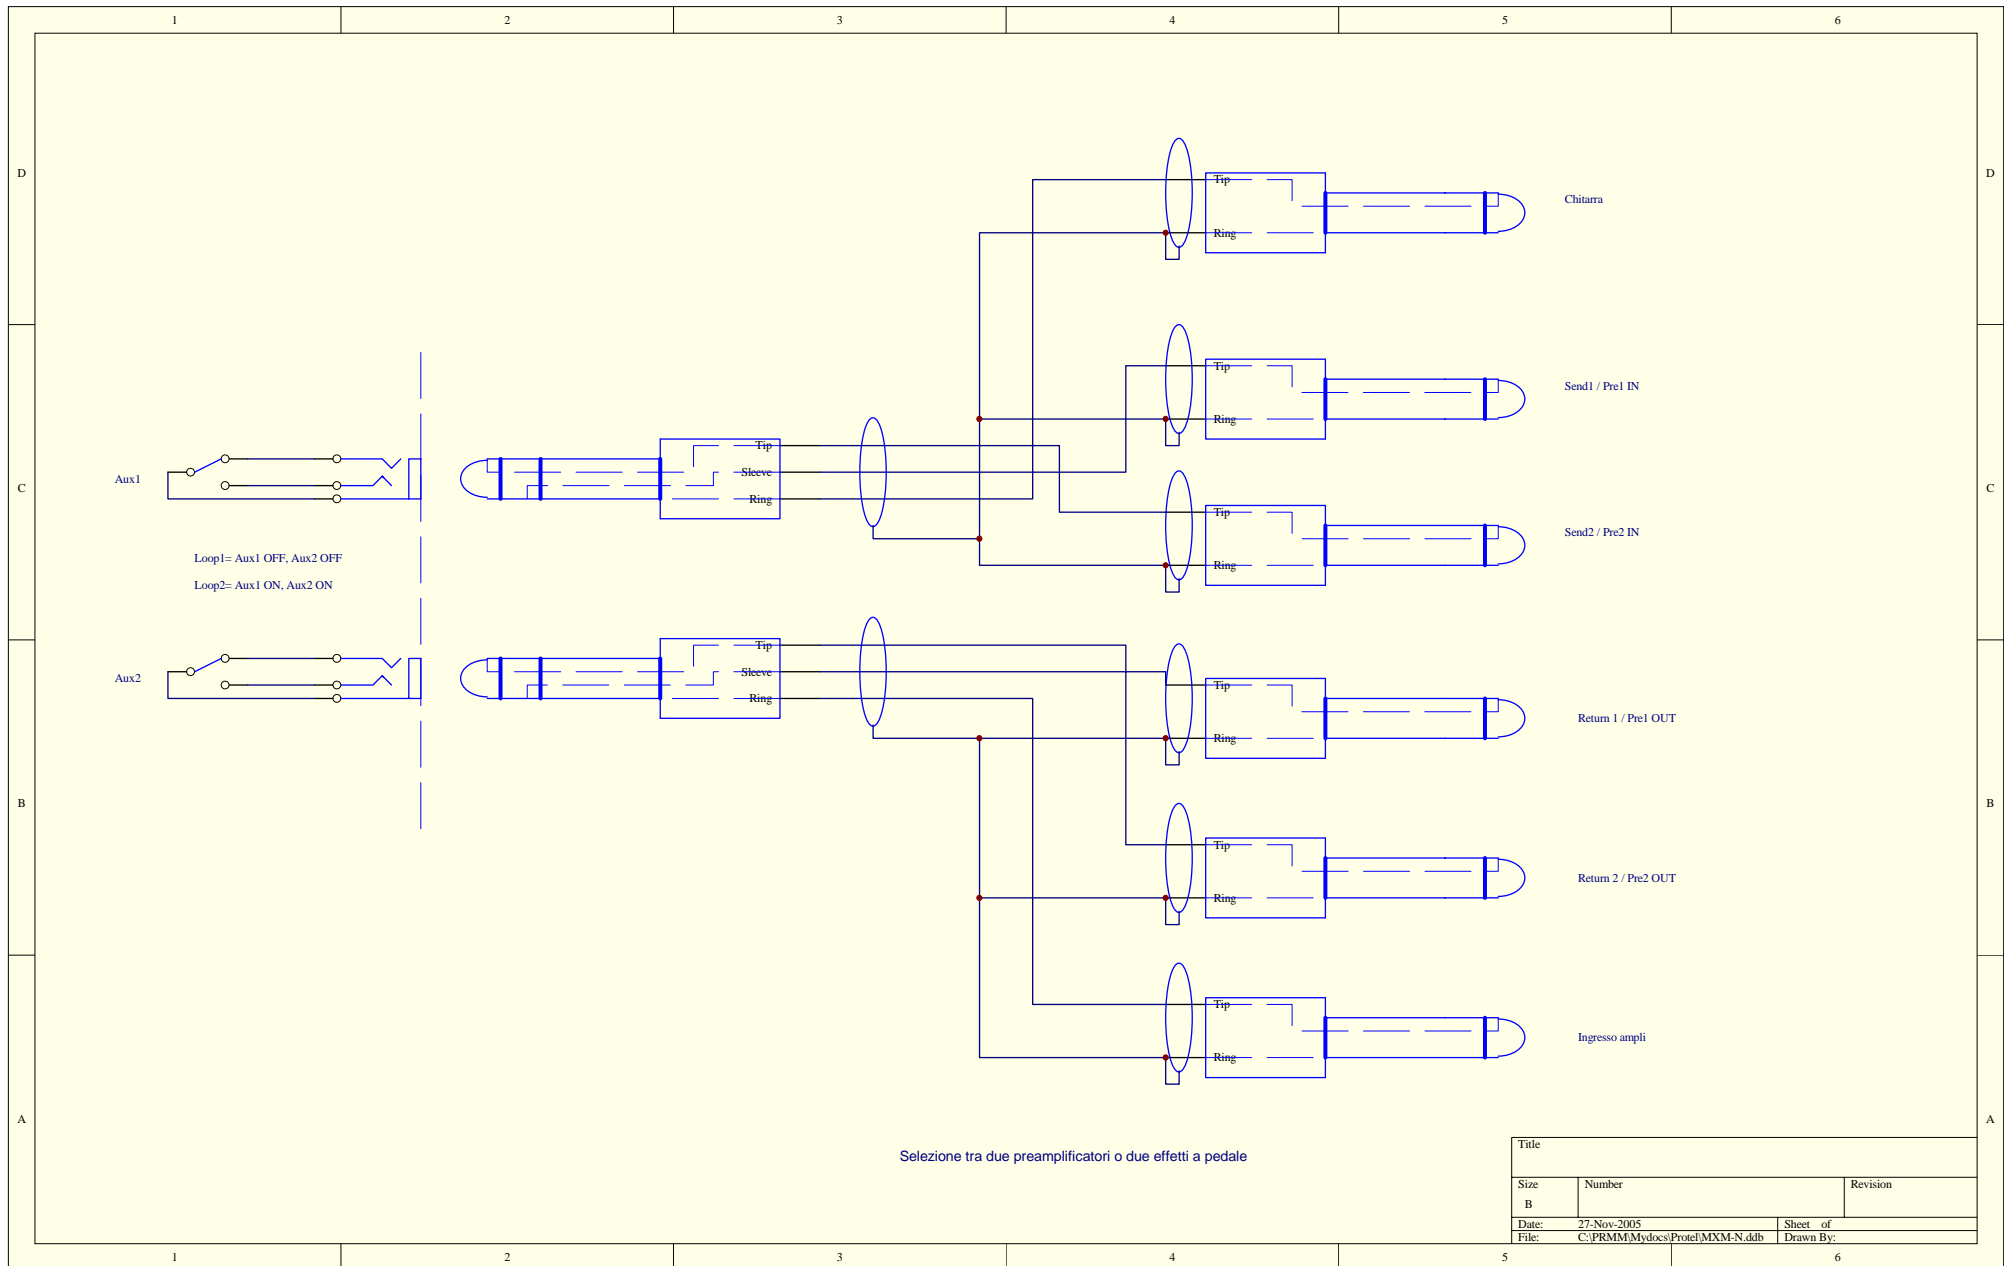 1 2 3 4 5 6
D D
Tip
Chitarra
Ring
C C
Tip
Send1 / Pre1 IN
Ring
Aux1
Tip
Sleeve
Ring
Tip
Send2 / Pre2 IN
Ring
Loop1= Aux1 OFF, Aux2 OFF
Loop2= Aux1 ON, Aux2 ON
Aux2
Tip
Sleeve
Ring
Tip
Return 1 / Pre1 OUT
Ring
B B
Tip
Return 2 / Pre2 OUT
Ring
Tip
Ingresso ampli
Ring
A A
Selezione tra due preamplificatori o due effetti a pedale
Title
Size Number Revision
B
Date: 27-Nov-2005 Sheet of
File: C:\PRMM\Mydocs\Protel\MXM-N.ddb Drawn By:
1 2 3 4 5 6